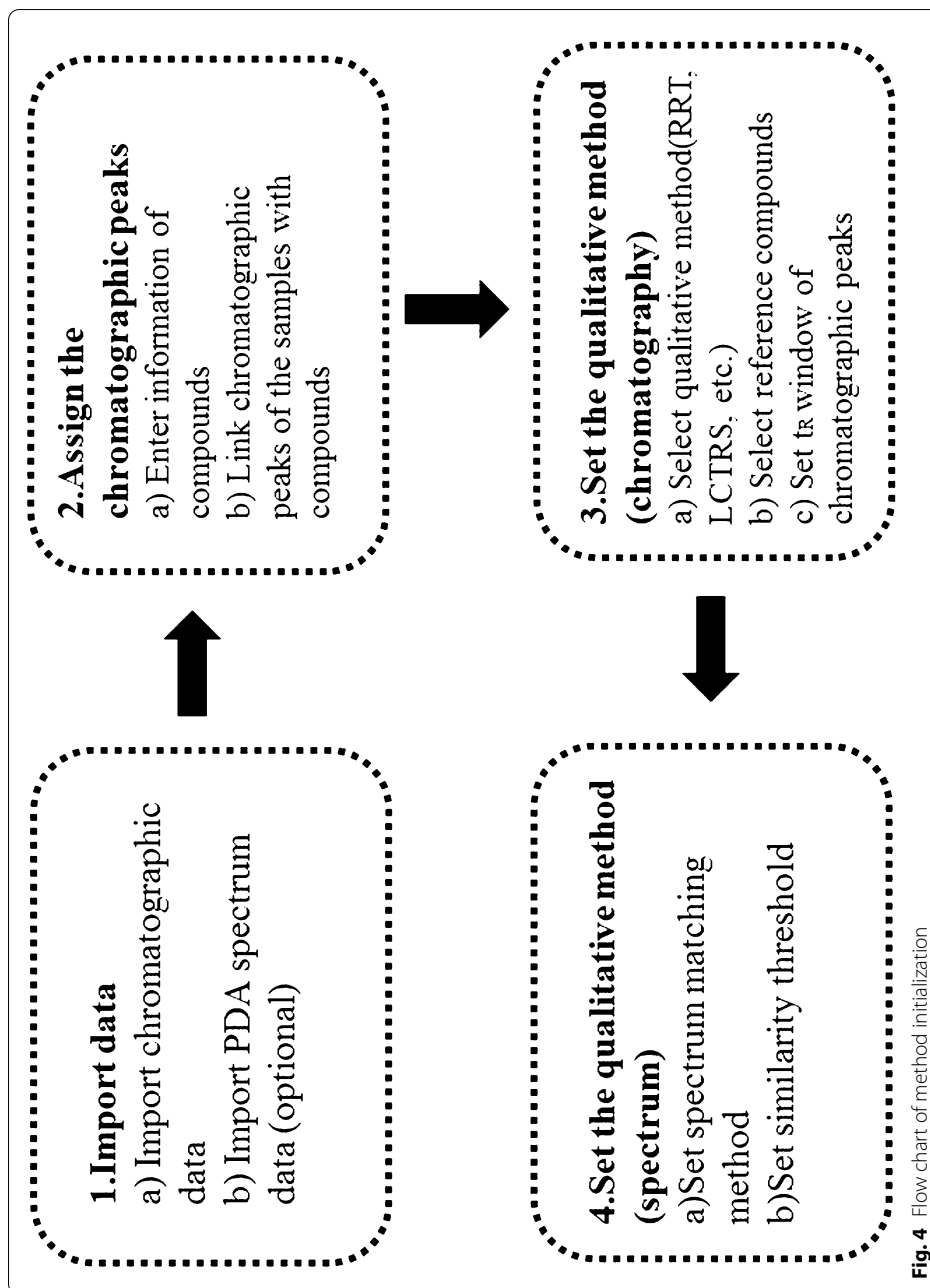 1.Import data
a) Import chromatographic
data
b) Import PDA spectrum
data (optional)
2.Assign the
chromatographic peaks
a) Enter information of
compounds
b) Link chromatographic
peaks of the samples with
compounds
3.Set the qualitative method
(chromatography)
a) Select qualitative method(RRT,
LCTRS, etc.)
b) Select reference compounds
c) Set tR window of
chromatographic peaks
4.Set the qualitative method
(spectrum)
a)Set spectrum matching
method
b)Set similarity threshold
Fig. 4 Flow chart of method initialization